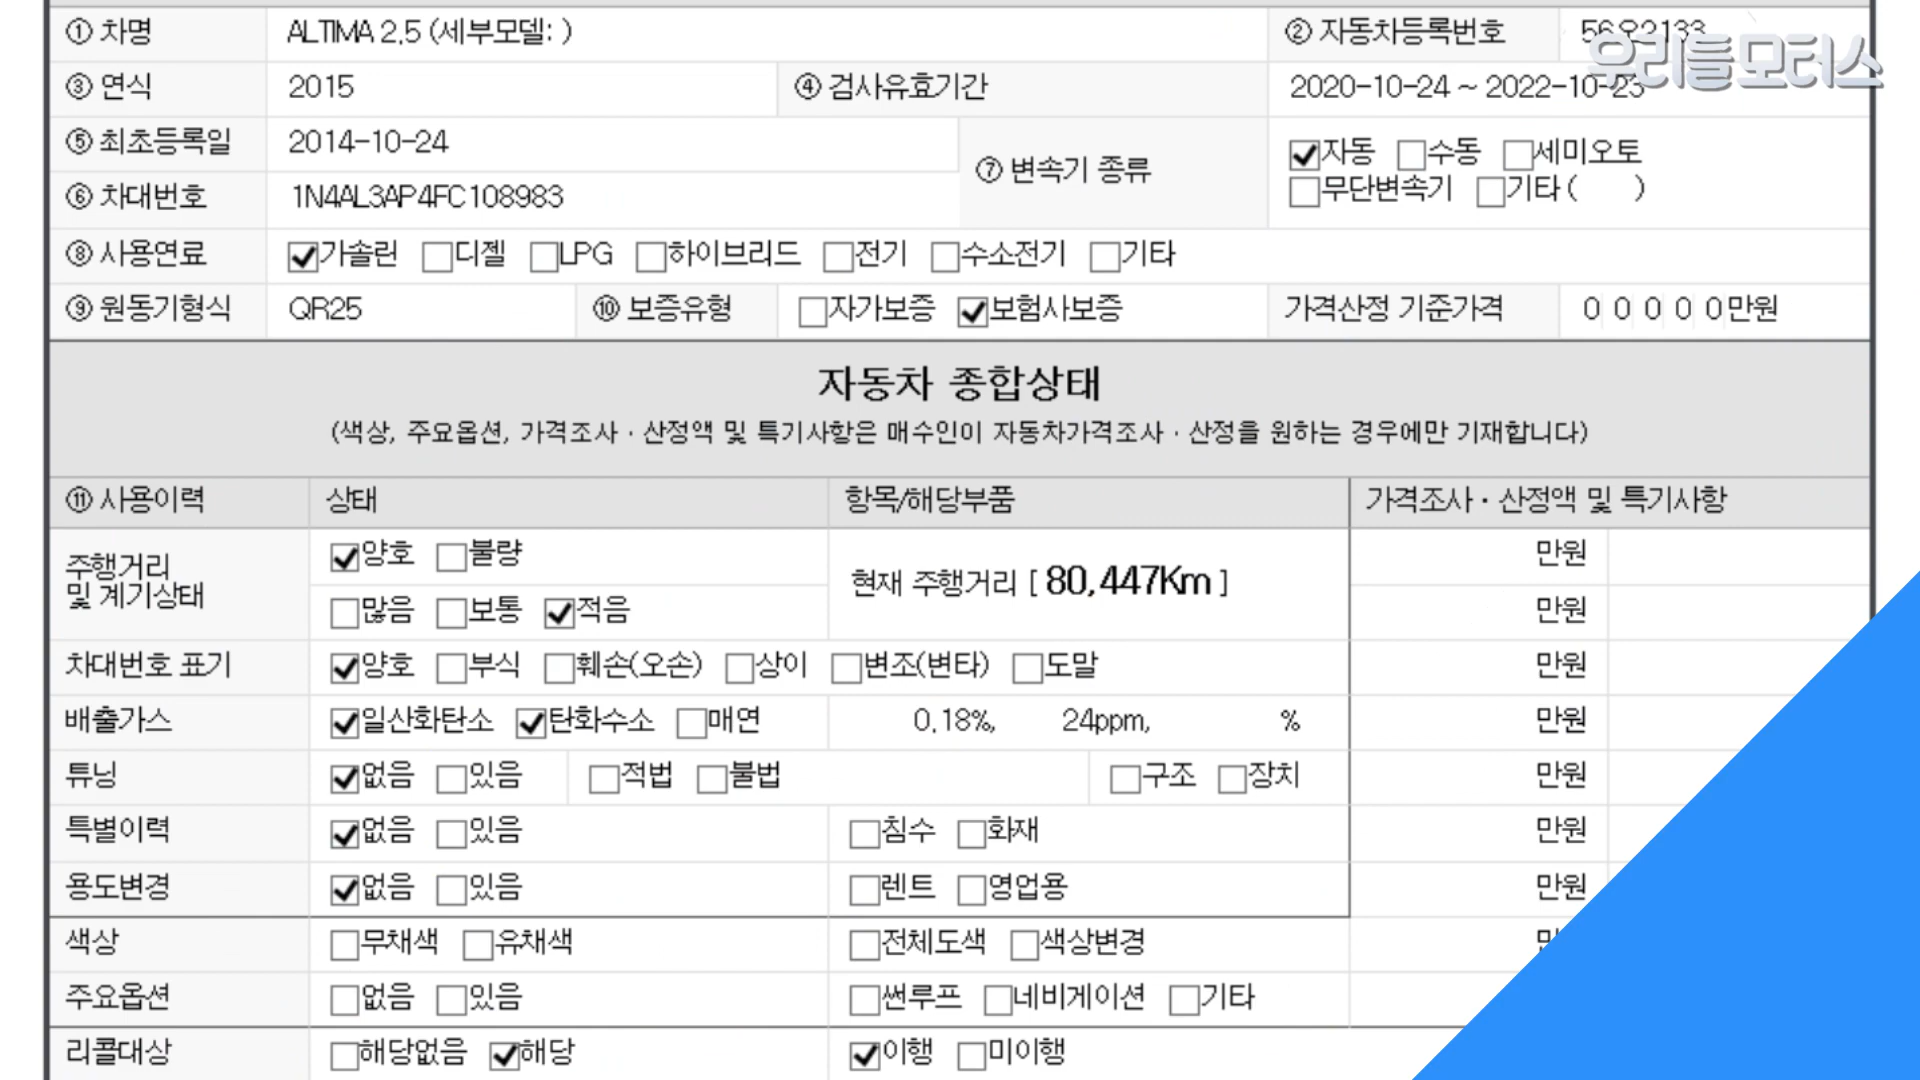 ① 차명 ALTIMA 2.5 (세부모델: ) ② 자동차등록번호
우리들모터스
③ 연식 2015 ④ 검사유효기간 2020-10-24 ~ 2022-10-23
⑤ 최초등록일 2014-10-24 ⑦ 변속기 종류 자동 수동 세미오토
⑥ 차대번호 1N4AL3AP4FC108983 무단변속기 기타 ( )
⑧ 사용연료 가솔린 디젤 LPG 하이브리드 전기 수소전기 기타
⑨ 원동기형식 QR25 ⑩ 보증유형 자가보증 보험사보증 가격산정 기준가격 0 0 0 0 0만원
자동차 종합상태
(색상, 주요옵션, 가격조사 · 산정액 및 특기사항은 매수인이 자동차가격조사 · 산정을 원하는 경우에만 기재합니다)
⑪ 사용이력 상태 항목/해당부품 가격조사 · 산정액 및 특기사항
주행거리 및 계기상태 양호 불량 현재 주행거리 [ 80,447Km ] 만원
많음 보통 적음 만원
차대번호 표기 양호 부식 훼손(오손) 상이 변조(변타) 도말 만원
배출가스 일산화탄소 탄화수소 매연 0.18%, 24ppm, % 만원
튜닝 없음 있음 적법 불법 구조 장치 만원
특별이력 없음 있음 침수 화재 만원
용도변경 없음 있음 렌트 영업용 만원
색상 무채색 유채색 전체도색 색상변경
주요옵션 없음 있음 썬루프 네비게이션 기타
리콜대상 해당없음 해당 이행 미이행